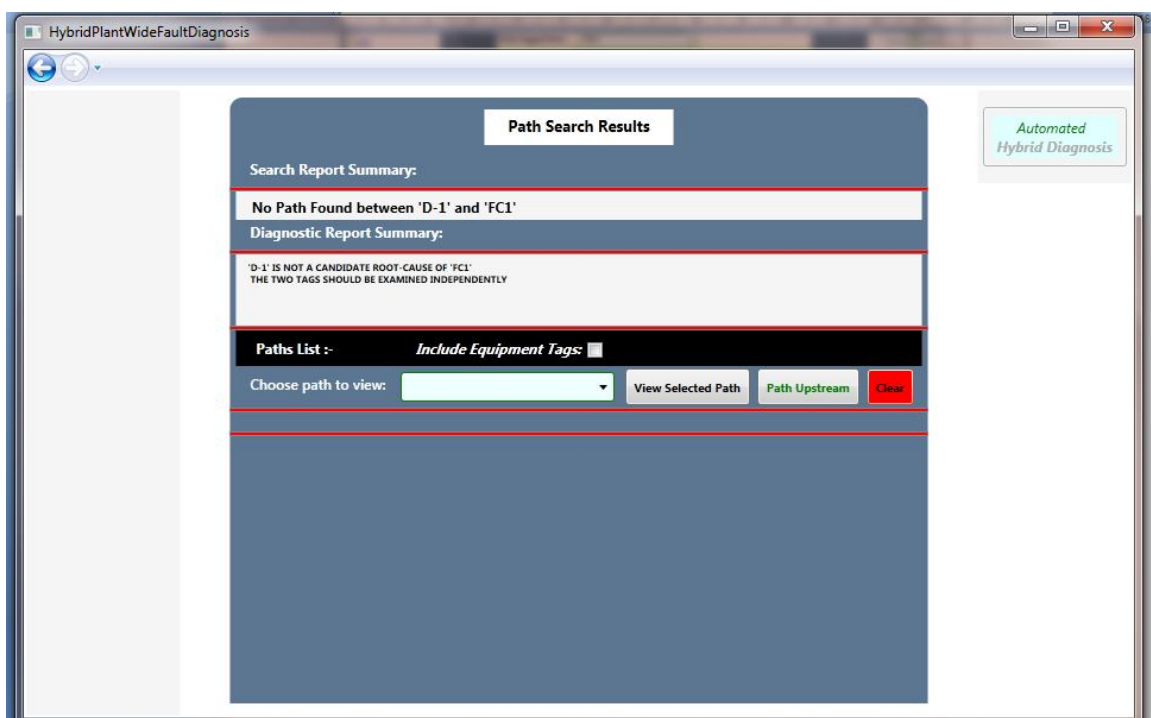 HybridPlantWideFaultDiagnosis
Path Search Results
Automated
Hybrid Diagnosis
Search Report Summary:
No Path Found between 'D-1' and 'FC1'
Diagnostic Report Summary:
'D-1' IS NOT A CANDIDATE ROOT-CAUSE OF 'FC1'
THE TWO TAGS SHOULD BE EXAMINED INDEPENDENTLY
Paths List :- Include Equipment Tags:
Choose path to view: View Selected Path Path Upstream Clear